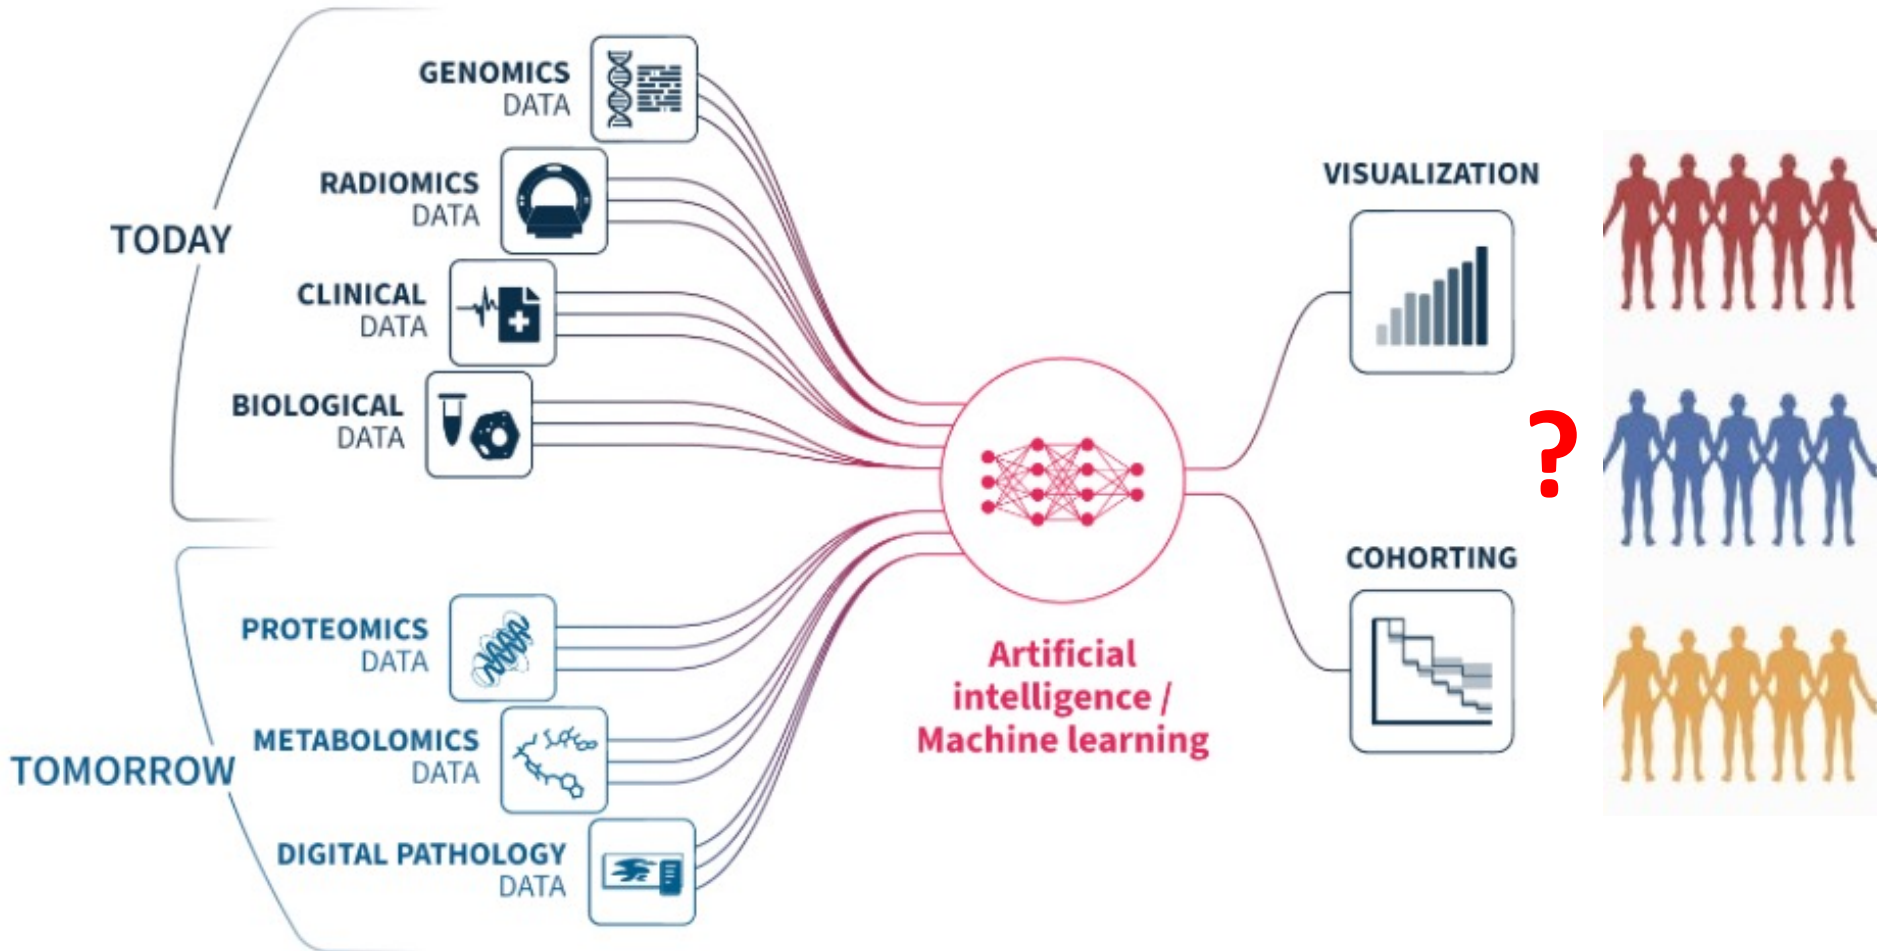 TODAY
GENOMICS
DATA
RADIOMICS
DATA
CLINICAL
DATA
BIOLOGICAL
DATA
TOMORROW
PROTEOMICS
DATA
METABOLOMICS
DATA
DIGITAL PATHOLOGY
DATA
Artificial
intelligence /
Machine learning
VISUALIZATION
?
COHORTING